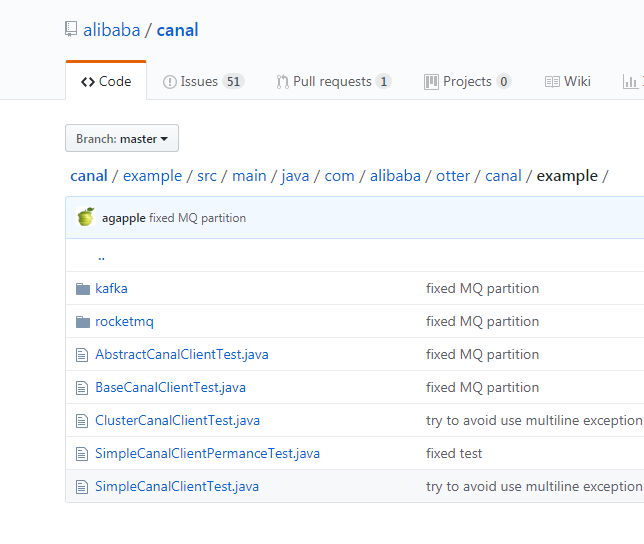 alibaba / canal
Code Issues 51 Pull requests 1 Projects 0 Wiki
Branch: master
canal / example / src / main / java / com / alibaba / otter / canal / example /
agapple fixed MQ partition
..
kafka fixed MQ partition
rocketmq fixed MQ partition
AbstractCanalClientTest.java fixed MQ partition
BaseCanalClientTest.java fixed MQ partition
ClusterCanalClientTest.java try to avoid use multiline exception
SimpleCanalClientPermanceTest.java fixed test
SimpleCanalClientTest.java try to avoid use multiline exception